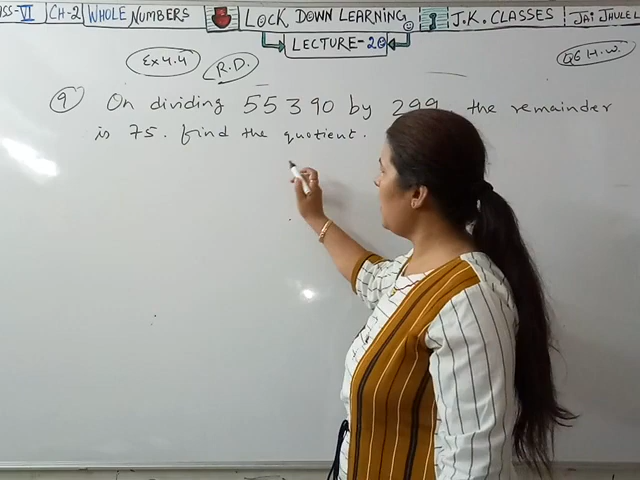 SS-VI CH-2 WHOLE NUMBERS LOCK DOWN LEARNING J.K. CLASSES JAI JHULEL
LECTURE-20
Ex 4.4 R.D. Q6 H.W.
9 On dividing 55390 by 299 the remainder
is 75. find the quotient.